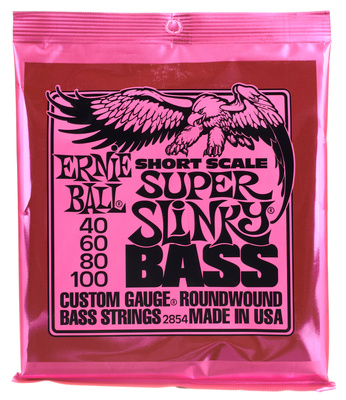 SHORT SCALE
ERNIE BALL®
SUPER
SLINKY®
BASS
40
60
80
100
CUSTOM GAUGE® ROUNDWOUND
BASS STRINGS 2854 MADE IN USA